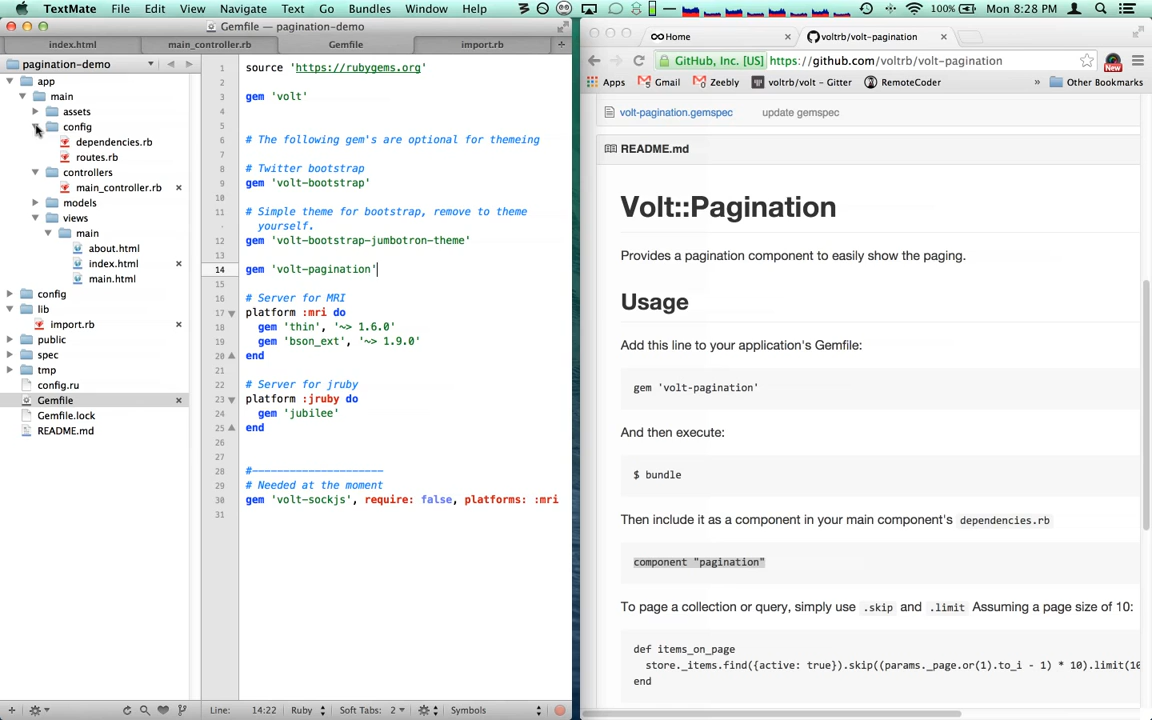 TextMate File Edit View Navigate Text Go Bundles Window Help 100% Mon 8:28 PM
Gemfile — pagination-demo
index.html main_controller.rb Gemfile import.rb
pagination-demo
app
main
assets
config
dependencies.rb
routes.rb
controllers
main_controller.rb
models
views
main
about.html
index.html
main.html
config
lib
import.rb
public
spec
tmp
config.ru
Gemfile
Gemfile.lock
README.md
1 source 'https://rubygems.org'
2
3 gem 'volt'
4
5
6 # The following gem's are optional for themeing
7
8 # Twitter bootstrap
9 gem 'volt-bootstrap'
10
11 # Simple theme for bootstrap, remove to theme
yourself.
12 gem 'volt-bootstrap-jumbotron-theme'
13
14 gem 'volt-pagination'
15
16 # Server for MRI
17 platform :mri do
18 gem 'thin', '~> 1.6.0'
19 gem 'bson_ext', '~> 1.9.0'
20 end
21
22 # Server for jruby
23 platform :jruby do
24 gem 'jubilee'
25 end
26
27
28 #---------------------
29 # Needed at the moment
30 gem 'volt-sockjs', require: false, platforms: :mri
31
Line: 14:22 Ruby Soft Tabs: 2 Symbols
Home voltrb/volt-pagination
GitHub, Inc. [US] https://github.com/voltrb/volt-pagination New
Apps Gmail Zeebly voltrb/volt - Gitter RemoteCoder » Other Bookmarks
volt-pagination.gemspec update gemspec
README.md
Volt::Pagination
Provides a pagination component to easily show the paging.
Usage
Add this line to your application's Gemfile:
gem 'volt-pagination'
And then execute:
$ bundle
Then include it as a component in your main component's dependencies.rb
component "pagination"
To page a collection or query, simply use .skip and .limit Assuming a page size of 10:
def items_on_page
store._items.find({active: true}).skip((params._page.or(1).to_i - 1) * 10).limit(10
end